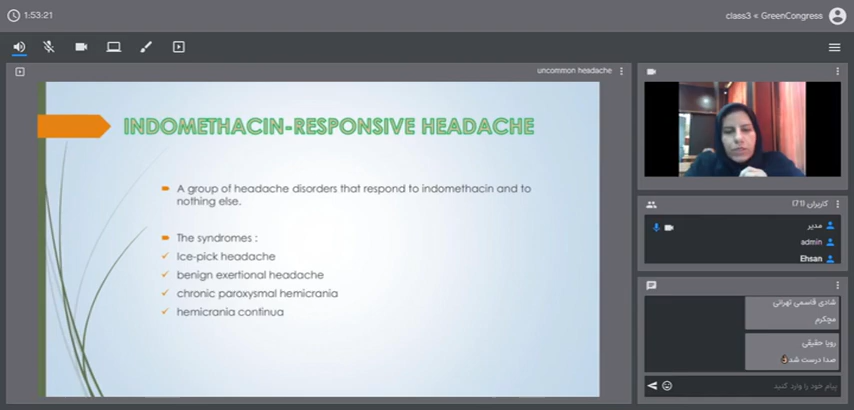 1:53:21
class3 < GreenCongress
uncommon headache
INDOMETHACIN-RESPONSIVE HEADACHE
A group of headache disorders that respond to indomethacin and to
nothing else.
The syndromes :
Ice-pick headache
benign exertional headache
chronic paroxysmal hemicrania
hemicrania continua
کاربران (71)
مدیر
admin
Ehsan
شادی قاسمی تهرانی
مچکرم
رویا حقیقی
صدا درست شد
پیام خود را وارد کنید.